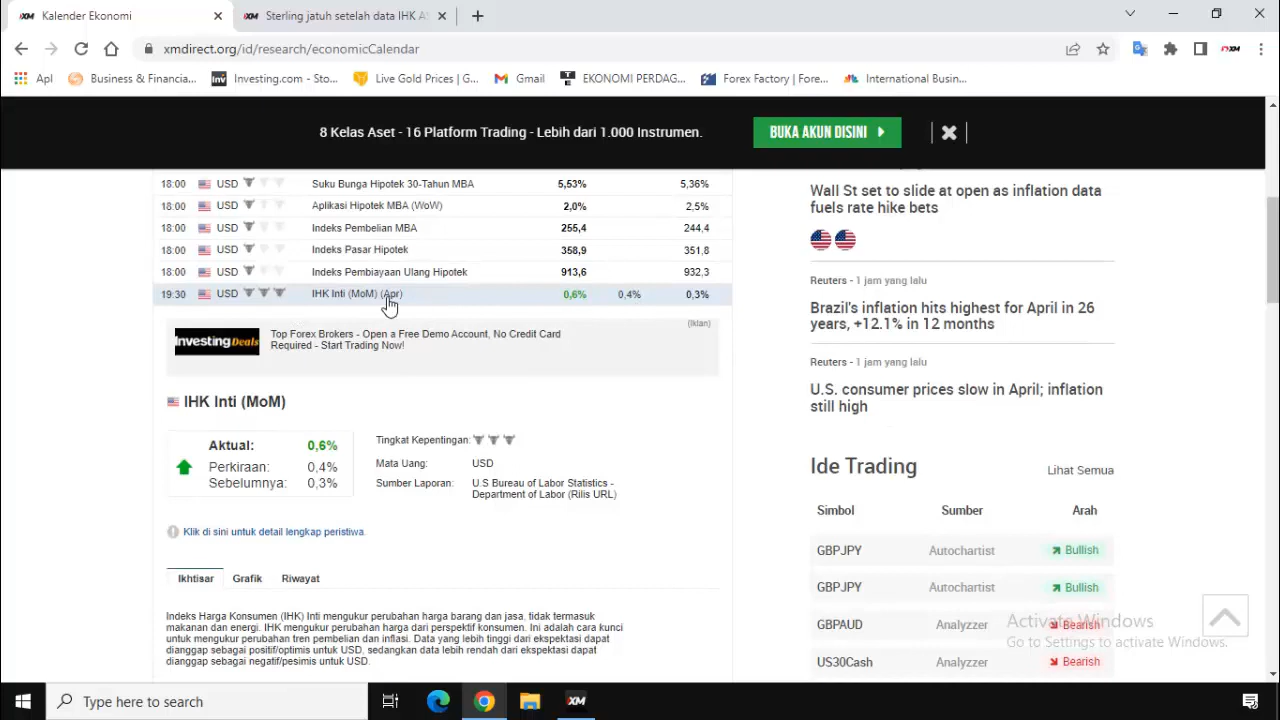 Kalender Ekonomi
Sterling jatuh setelah data IHK AS
xmdirect.org/id/research/economicCalendar
Apl
Business & Financia...
Investing.com - Sto...
Live Gold Prices | G...
Gmail
EKONOMI PERDAG...
Forex Factory | Fore...
International Busin...
8 Kelas Aset - 16 Platform Trading - Lebih dari 1.000 Instrumen.
BUKA AKUN DISINI
18:00 USD Suku Bunga Hipotek 30-Tahun MBA 5,53% 5,36%
18:00 USD Aplikasi Hipotek MBA (WoW) 2,0% 2,5%
18:00 USD Indeks Pembelian MBA 255,4 244,4
18:00 USD Indeks Pasar Hipotek 358,9 351,8
18:00 USD Indeks Pembiayaan Ulang Hipotek 913,6 932,3
19:30 USD IHK Inti (MoM) (Apr) 0,6% 0,4% 0,3%
(Iklan)
InvestingDeals
Top Forex Brokers - Open a Free Demo Account, No Credit Card
Required - Start Trading Now!
IHK Inti (MoM)
Aktual: 0,6%
Perkiraan: 0,4%
Sebelumnya: 0,3%
Tingkat Kepentingan:
Mata Uang: USD
Sumber Laporan: U S Bureau of Labor Statistics -
Department of Labor (Rilis URL)
Klik di sini untuk detail lengkap peristiwa.
Ikhtisar Grafik Riwayat
Indeks Harga Konsumen (IHK) Inti mengukur perubahan harga barang dan jasa, tidak termasuk
makanan dan energi. IHK mengukur perubahan harga dari perspektif konsumen. Ini adalah cara kunci
untuk mengukur perubahan tren pembelian dan inflasi. Data yang lebih tinggi dari ekspektasi dapat
dianggap sebagai positif/optimis untuk USD, sedangkan data lebih rendah dari ekspektasi dapat
dianggap sebagai negatif/pesimis untuk USD.
Wall St set to slide at open as inflation data
fuels rate hike bets
Reuters - 1 jam yang lalu
Brazil's inflation hits highest for April in 26
years, +12.1% in 12 months
Reuters - 1 jam yang lalu
U.S. consumer prices slow in April; inflation
still high
Ide Trading
Lihat Semua
Simbol Sumber Arah
GBPJPY Autochartist Bullish
GBPJPY Autochartist Bullish
GBPAUD Analyzzer Bearish
US30Cash Analyzzer Bearish
Activate Windows
Go to Settings to activate Windows.
Type here to search
XM